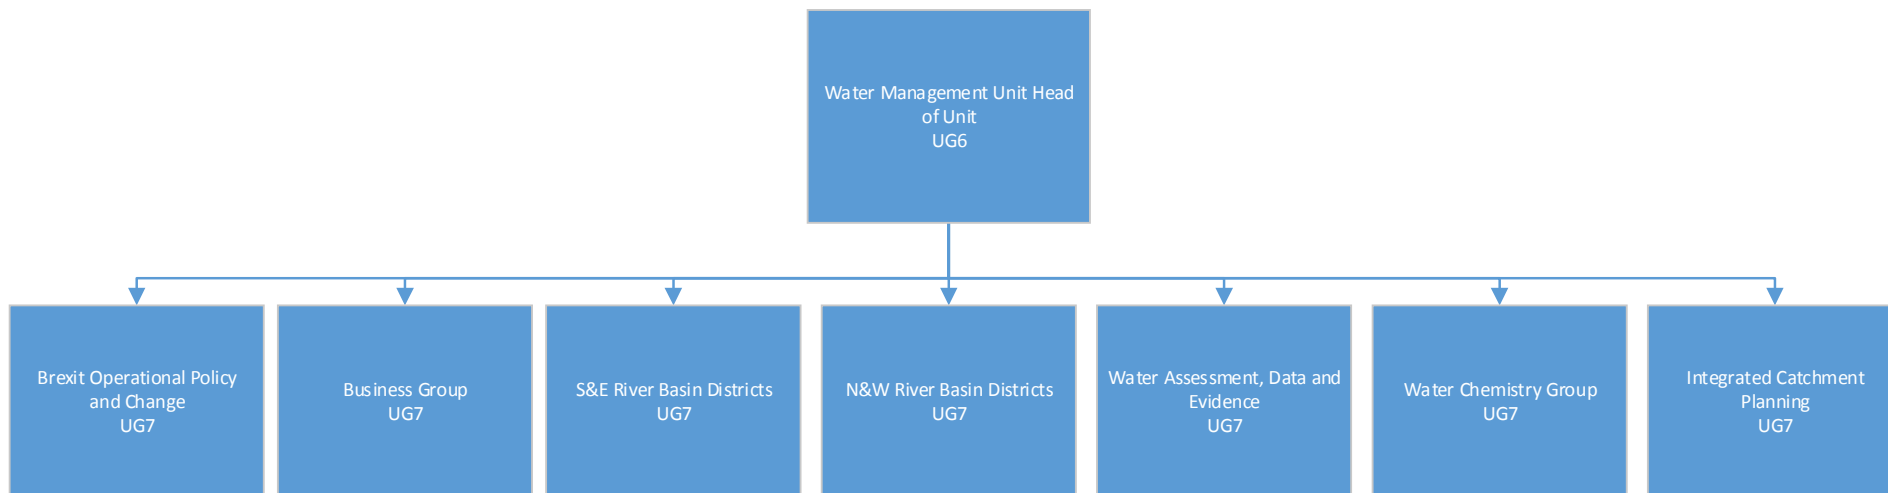 Water Management Unit Head
of Unit
UG6
Brexit Operational Policy
and Change
UG7
Business Group
UG7
S&E River Basin Districts
UG7
N&W River Basin Districts
UG7
Water Assessment, Data and
Evidence
UG7
Water Chemistry Group
UG7
Integrated Catchment
Planning
UG7